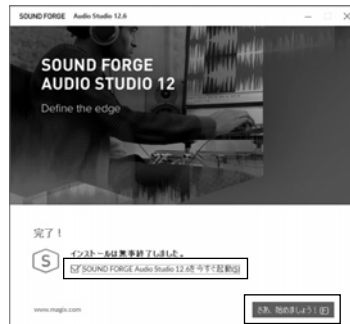 SOUND FORGE Audio Studio 12.6
SOUND FORGE
AUDIO STUDIO 12
Define the edge
完了！
S
インストールは無事終了しました。
SOUND FORGE Audio Studio 12.6を今すぐ起動(S)
www.magix.com
さあ、始めましょう！(F)